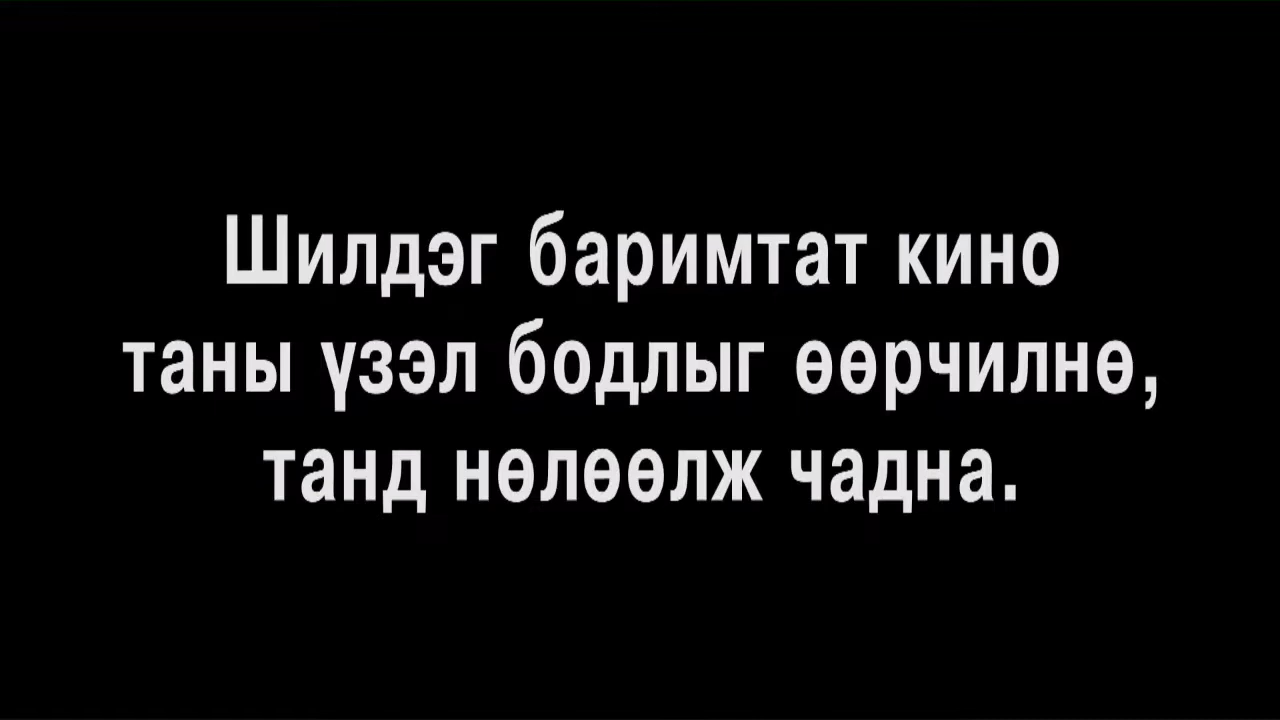 Шилдэг баримтат кино
таны үзэл бодлыг өөрчилнө,
танд нөлөөлж чадна.